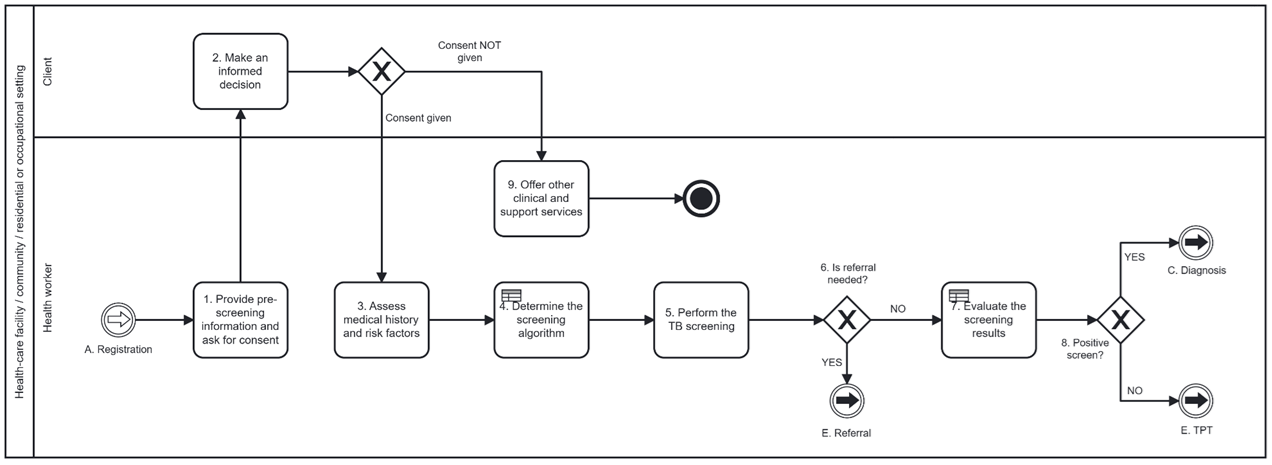 Health-care facility / community / residential or occupational setting
Client
2. Make an
informed
decision
X
Consent NOT
given
Consent given
Health worker
9. Offer other
clinical and
support services
A. Registration
1. Provide pre-
screening
information and
ask for consent
3. Assess
medical history
and risk factors
4. Determine the
screening
algorithm
5. Perform the
TB screening
6. Is referral
needed?
X
NO
YES
E. Referral
7. Evaluate the
screening
results
X
8. Positive
screen?
YES
C. Diagnosis
NO
E. TPT